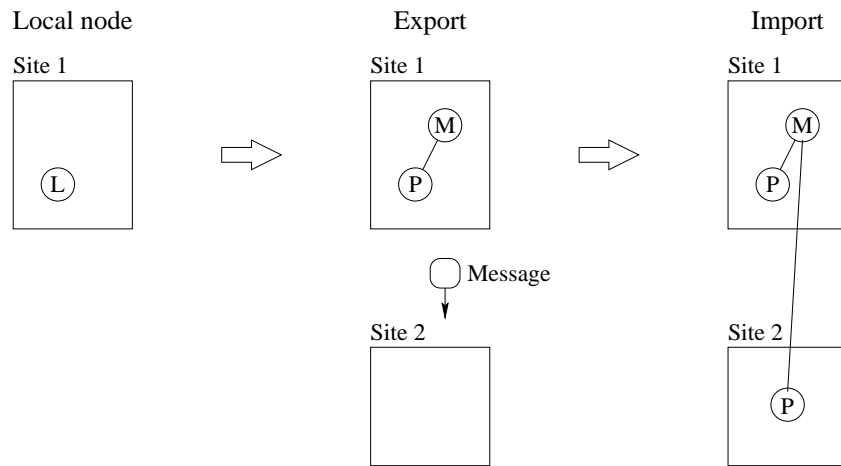 Local node
Export
Import
Site 1
Site 1
Site 1
M
M
L
P
P
Message
Site 2
Site 2
P